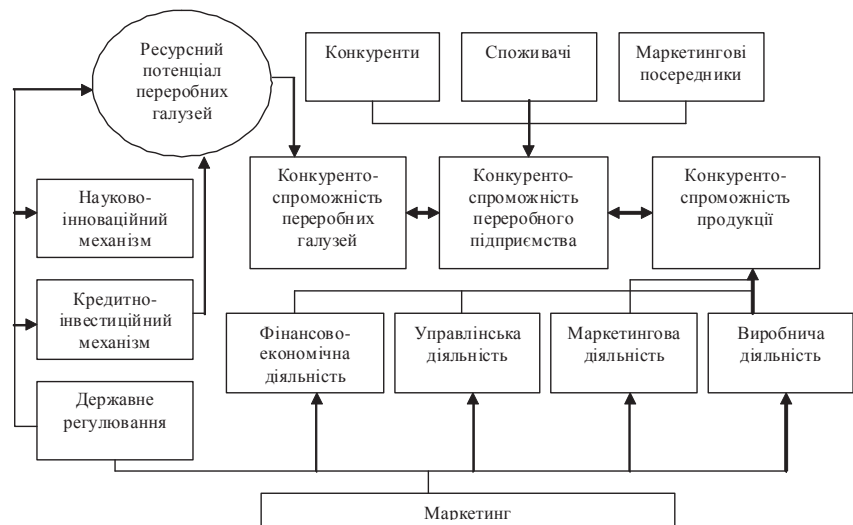 Ресурсний
потенціал
переробних
галузей
Конкуренти
Споживачі
Маркетингові
посередники
Науково-
інноваційний
механізм
Конкуренто-
спроможність
переробних
галузей
Конкуренто-
спроможність
переробного
підприємства
Конкуренто-
спроможність
продукції
Кредитно-
інвестиційний
механізм
Фінансово-
економічна
діяльність
Управлінська
діяльність
Маркетингова
діяльність
Виробнича
діяльність
Державне
регулювання
Маркетинг